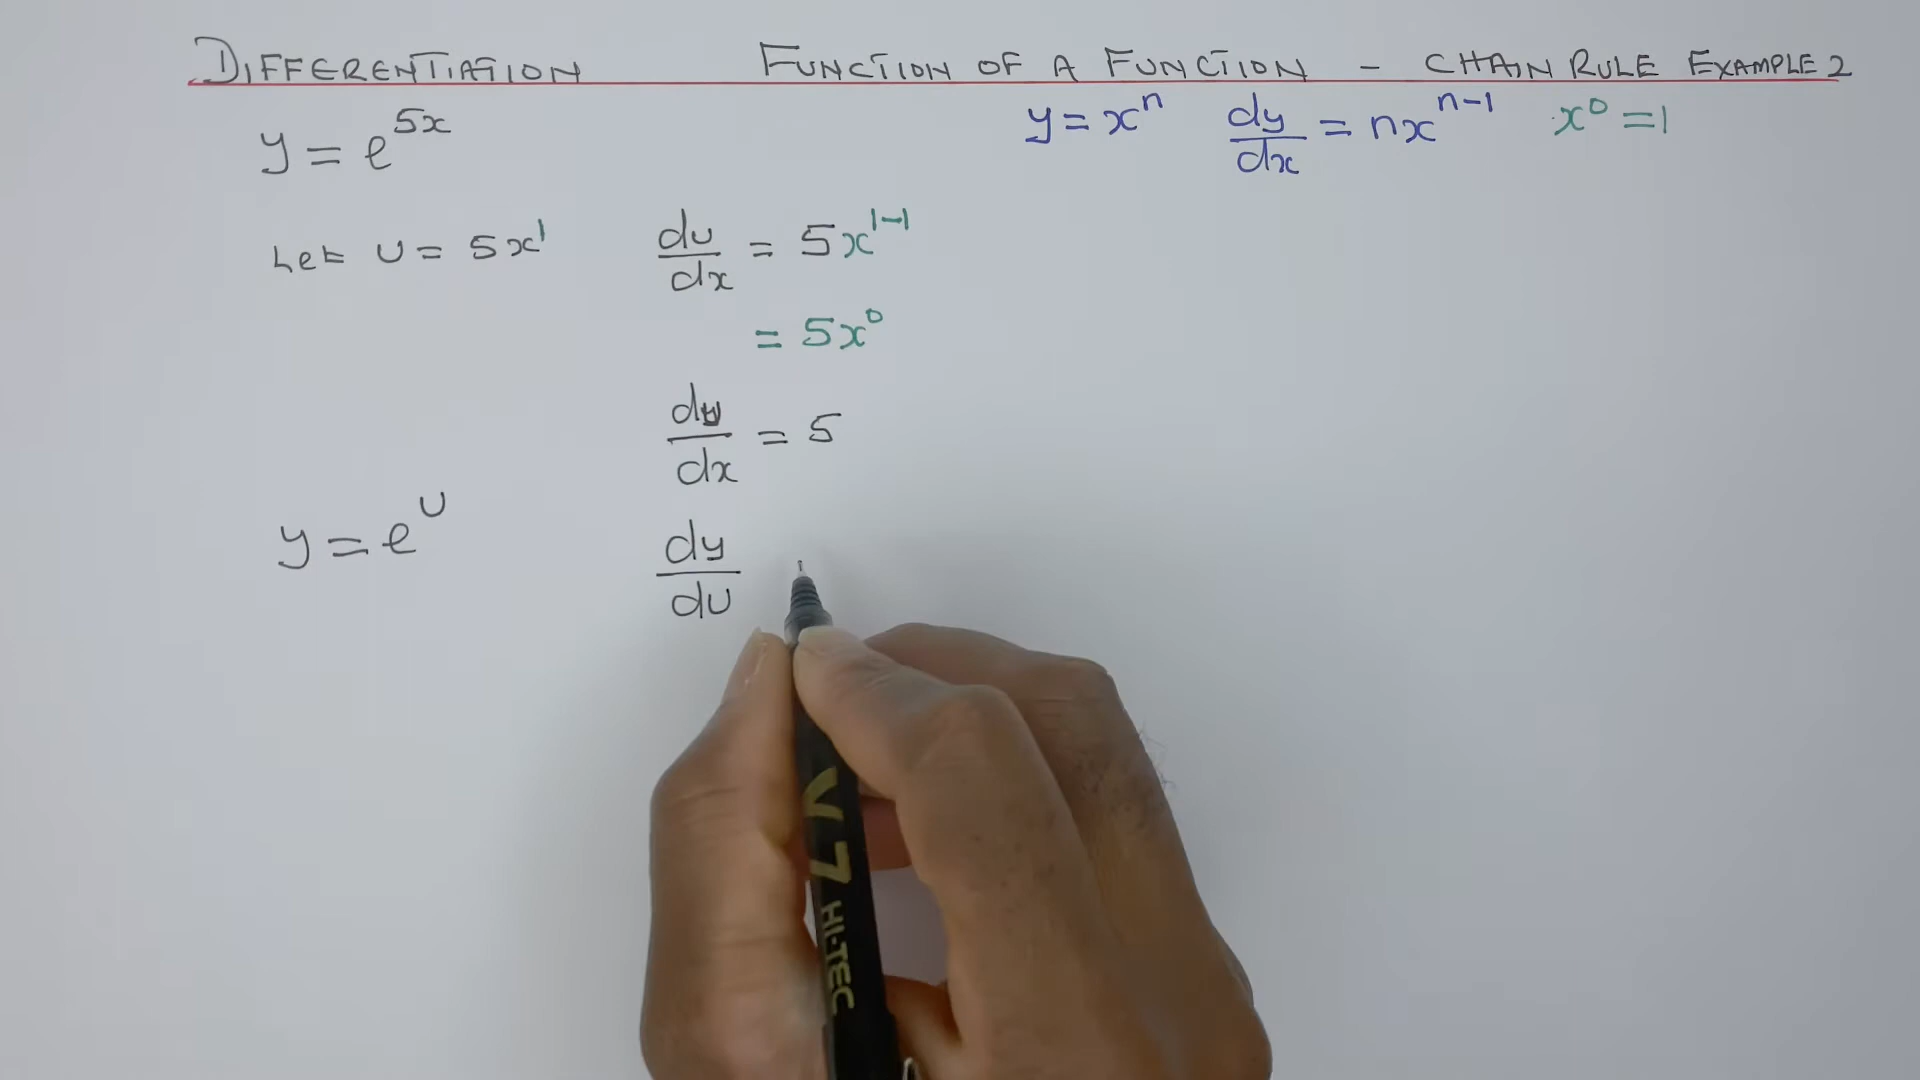 DIFFERENTIATION FUNCTION OF A FUNCTION - CHAIN RULE EXAMPLE 2
y = e^{5x} y = x^n dy/dx = nx^{n-1} x^0 = 1
Let u = 5x^1 du/dx = 5x^{1-1}
= 5x^0
du/dx = 5
y = e^u dy/du
V7 HI-TEC